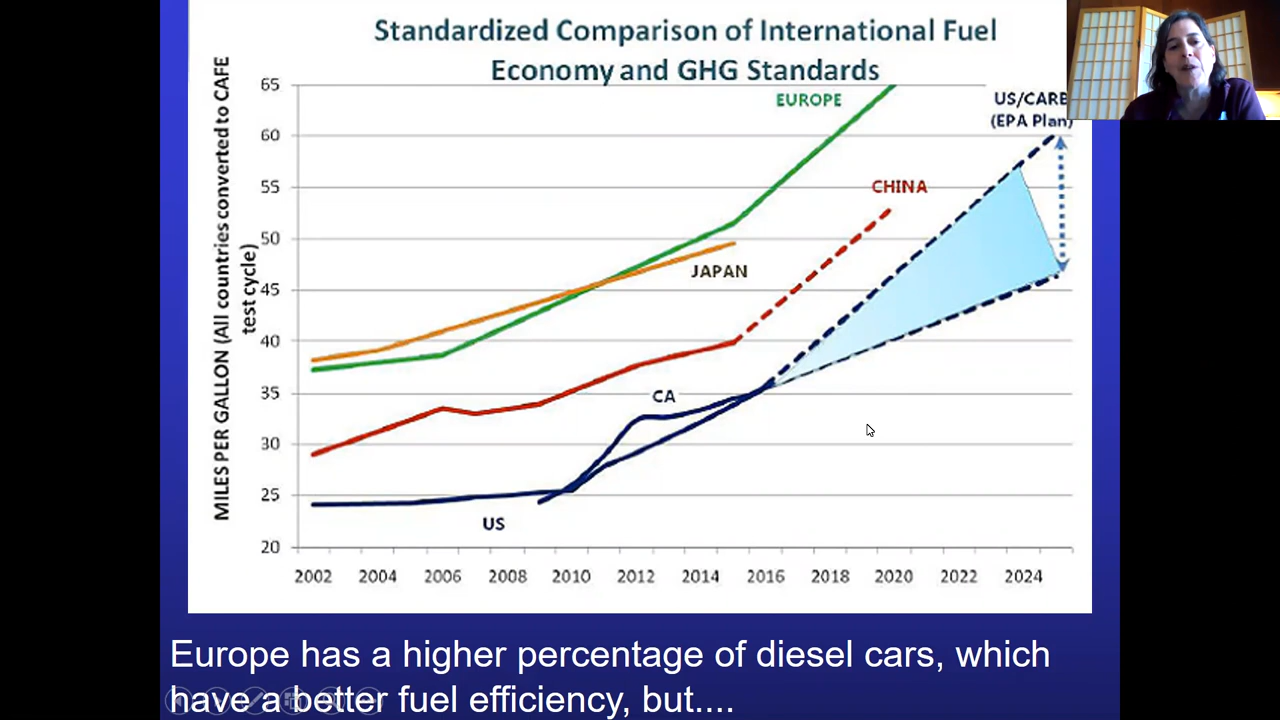 Standardized Comparison of International Fuel
Economy and GHG Standards
MILES PER GALLON (All countries converted to CAFE
test cycle)
65
60
55
50
45
40
35
30
25
20
EUROPE
US/CARB
(EPA Plan)
CHINA
JAPAN
CA
US
2002 2004 2006 2008 2010 2012 2014 2016 2018 2020 2022 2024
Europe has a higher percentage of diesel cars, which
have a better fuel efficiency, but....